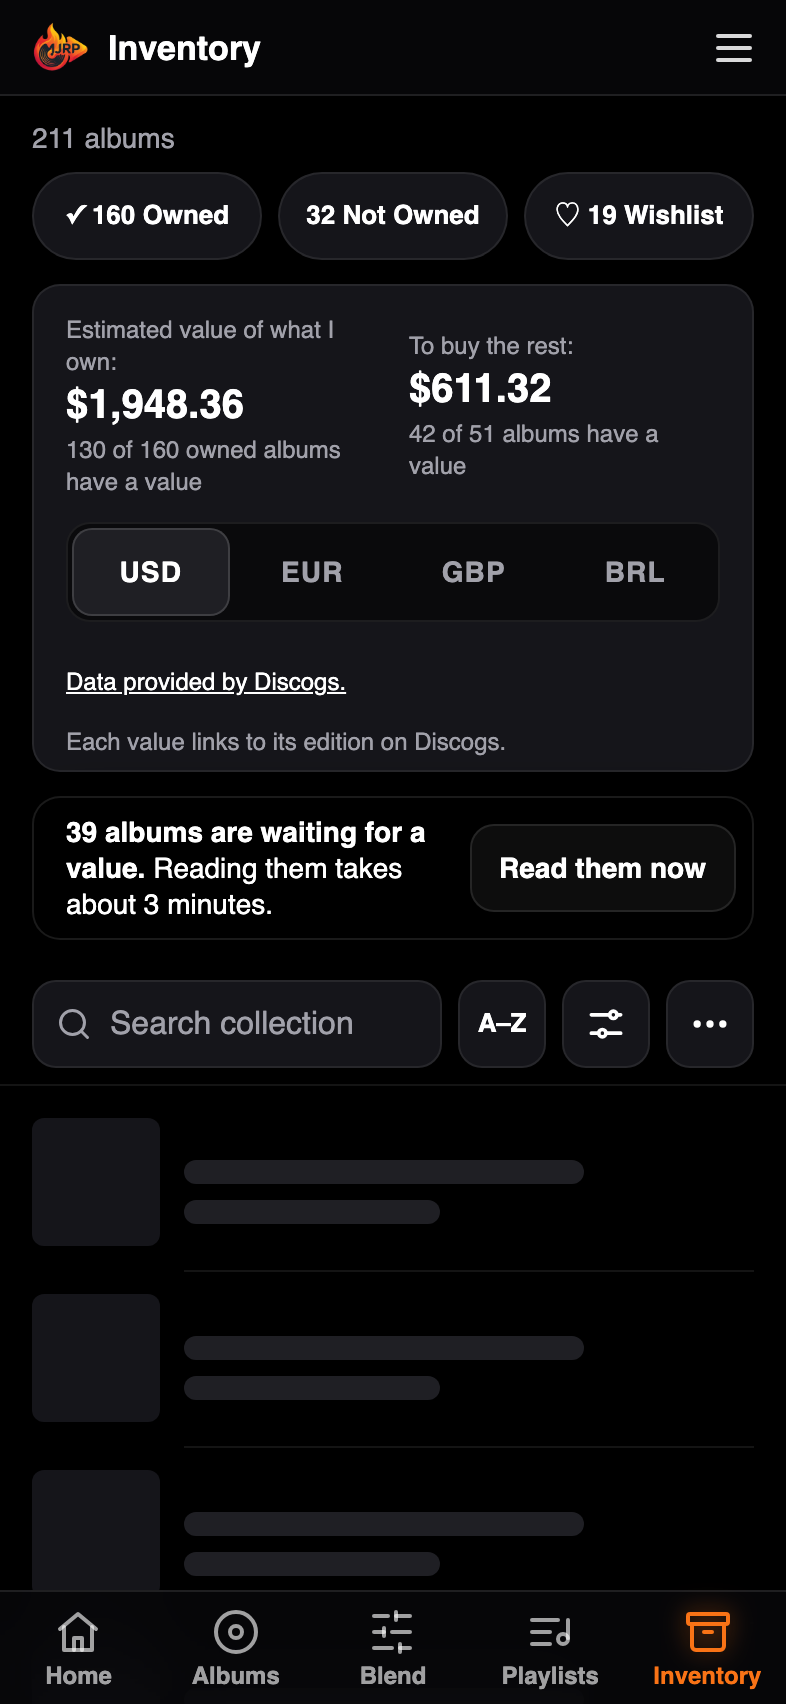 JRP
Inventory
211 albums
✓ 160 Owned
32 Not Owned
♡ 19 Wishlist
Estimated value of what I
own:
$1,948.36
130 of 160 owned albums
have a value
To buy the rest:
$611.32
42 of 51 albums have a
value
USD
EUR
GBP
BRL
Data provided by Discogs.
Each value links to its edition on Discogs.
39 albums are waiting for a
value. Reading them takes
about 3 minutes.
Read them now
Search collection
A–Z
Home
Albums
Blend
Playlists
Inventory